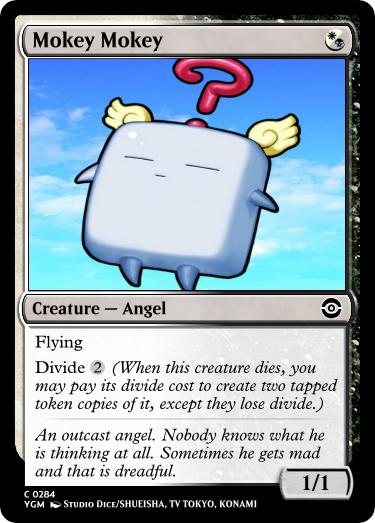 Mokey Mokey
Creature — Angel
Flying
Divide 2 (When this creature dies, you
may pay its divide cost to create two tapped
token copies of it, except they lose divide.)
An outcast angel. Nobody knows what he
is thinking at all. Sometimes he gets mad
and that is dreadful.
1/1
C 0284
YGM Studio Dice/SHUEISHA, TV TOKYO, KONAMI